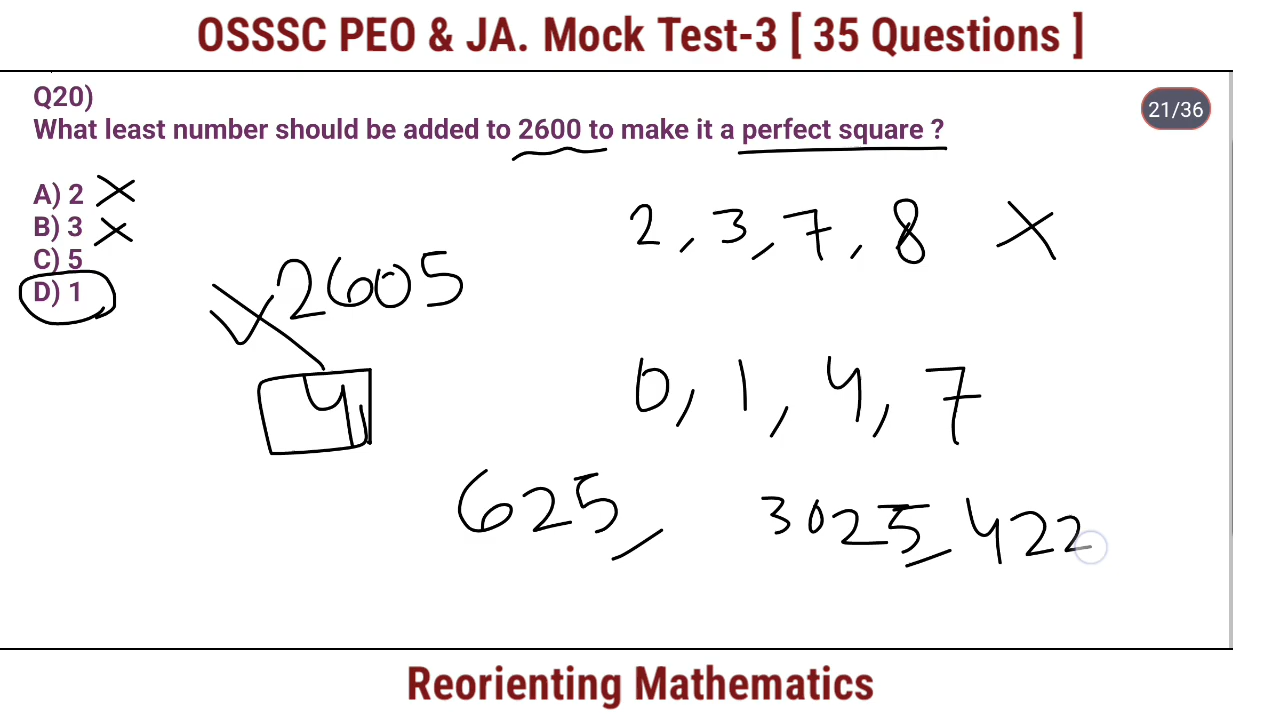 OSSSC PEO & JA. Mock Test-3 [ 35 Questions ]
Q20)
21/36
What least number should be added to 2600 to make it a perfect square ?
A) 2
B) 3
C) 5
D) 1
2, 3, 7, 8
2605
4
0, 1, 4, 7
625
3025 422
Reorienting Mathematics